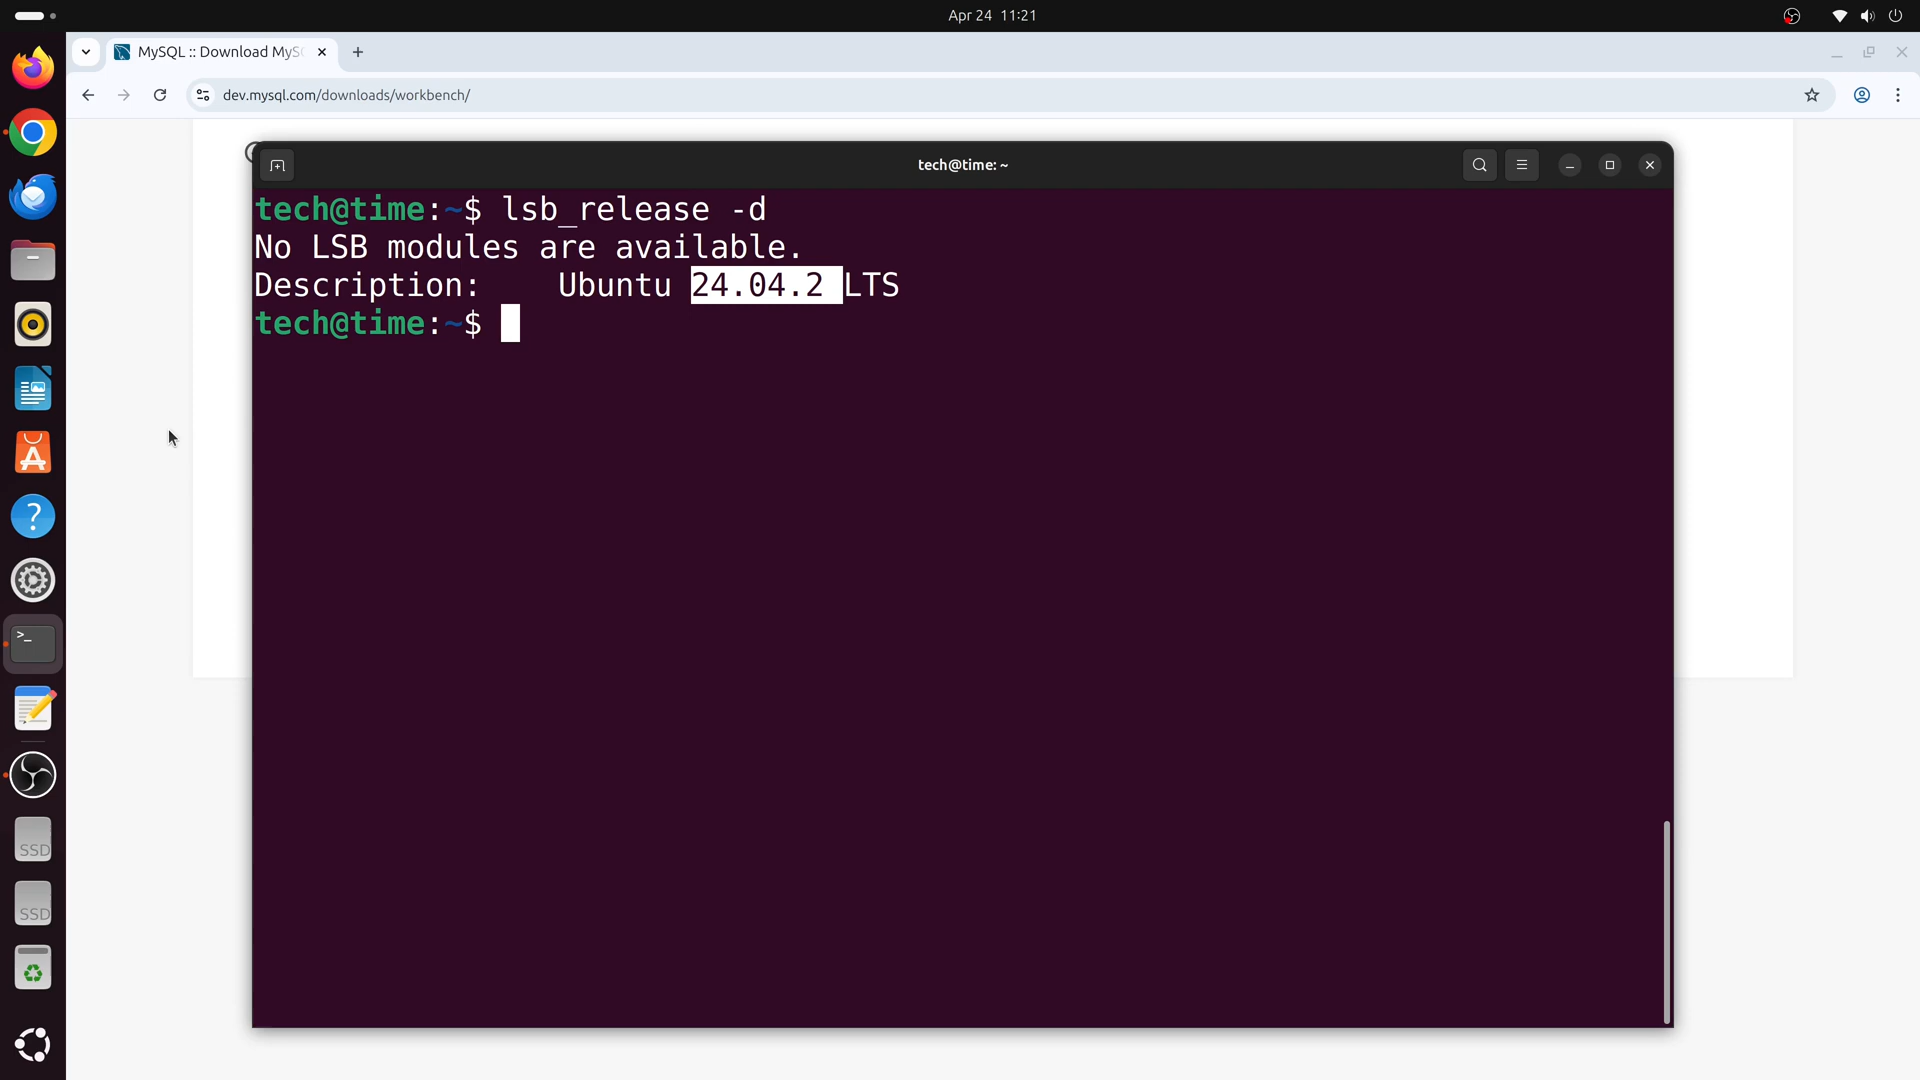 Apr 24 11:21
MySQL :: Download MyS
dev.mysql.com/downloads/workbench/
tech@time: ~
tech@time:~$ lsb_release -d
No LSB modules are available.
Description: Ubuntu 24.04.2 LTS
tech@time:~$
>_
?
SSD
SSD